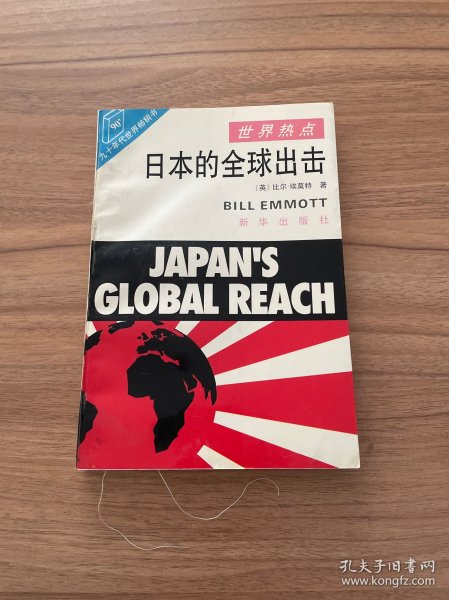 90'
九十年代世界畅销书
世界热点
日本的全球出击
〔英〕比尔·埃莫特 著
BILL EMMOTT
新华出版社
JAPAN'S
GLOBAL REACH
孔夫子旧书网
www.kongfz.com